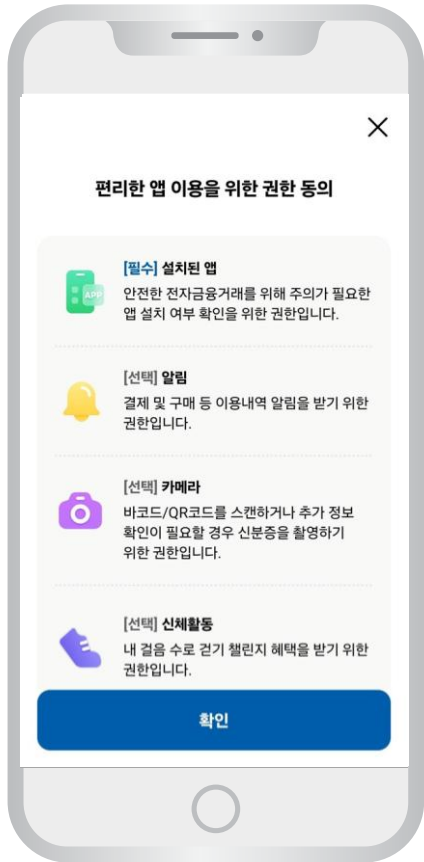 편리한 앱 이용을 위한 권한 동의
[필수] 설치된 앱
APP
안전한 전자금융거래를 위해 주의가 필요한
앱 설치 여부 확인을 위한 권한입니다.
[선택] 알림
결제 및 구매 등 이용내역 알림을 받기 위한
권한입니다.
[선택] 카메라
바코드/QR코드를 스캔하거나 추가 정보
확인이 필요할 경우 신분증을 촬영하기
위한 권한입니다.
[선택] 신체활동
내 걸음 수로 걷기 챌린지 혜택을 받기 위한
권한입니다.
확인